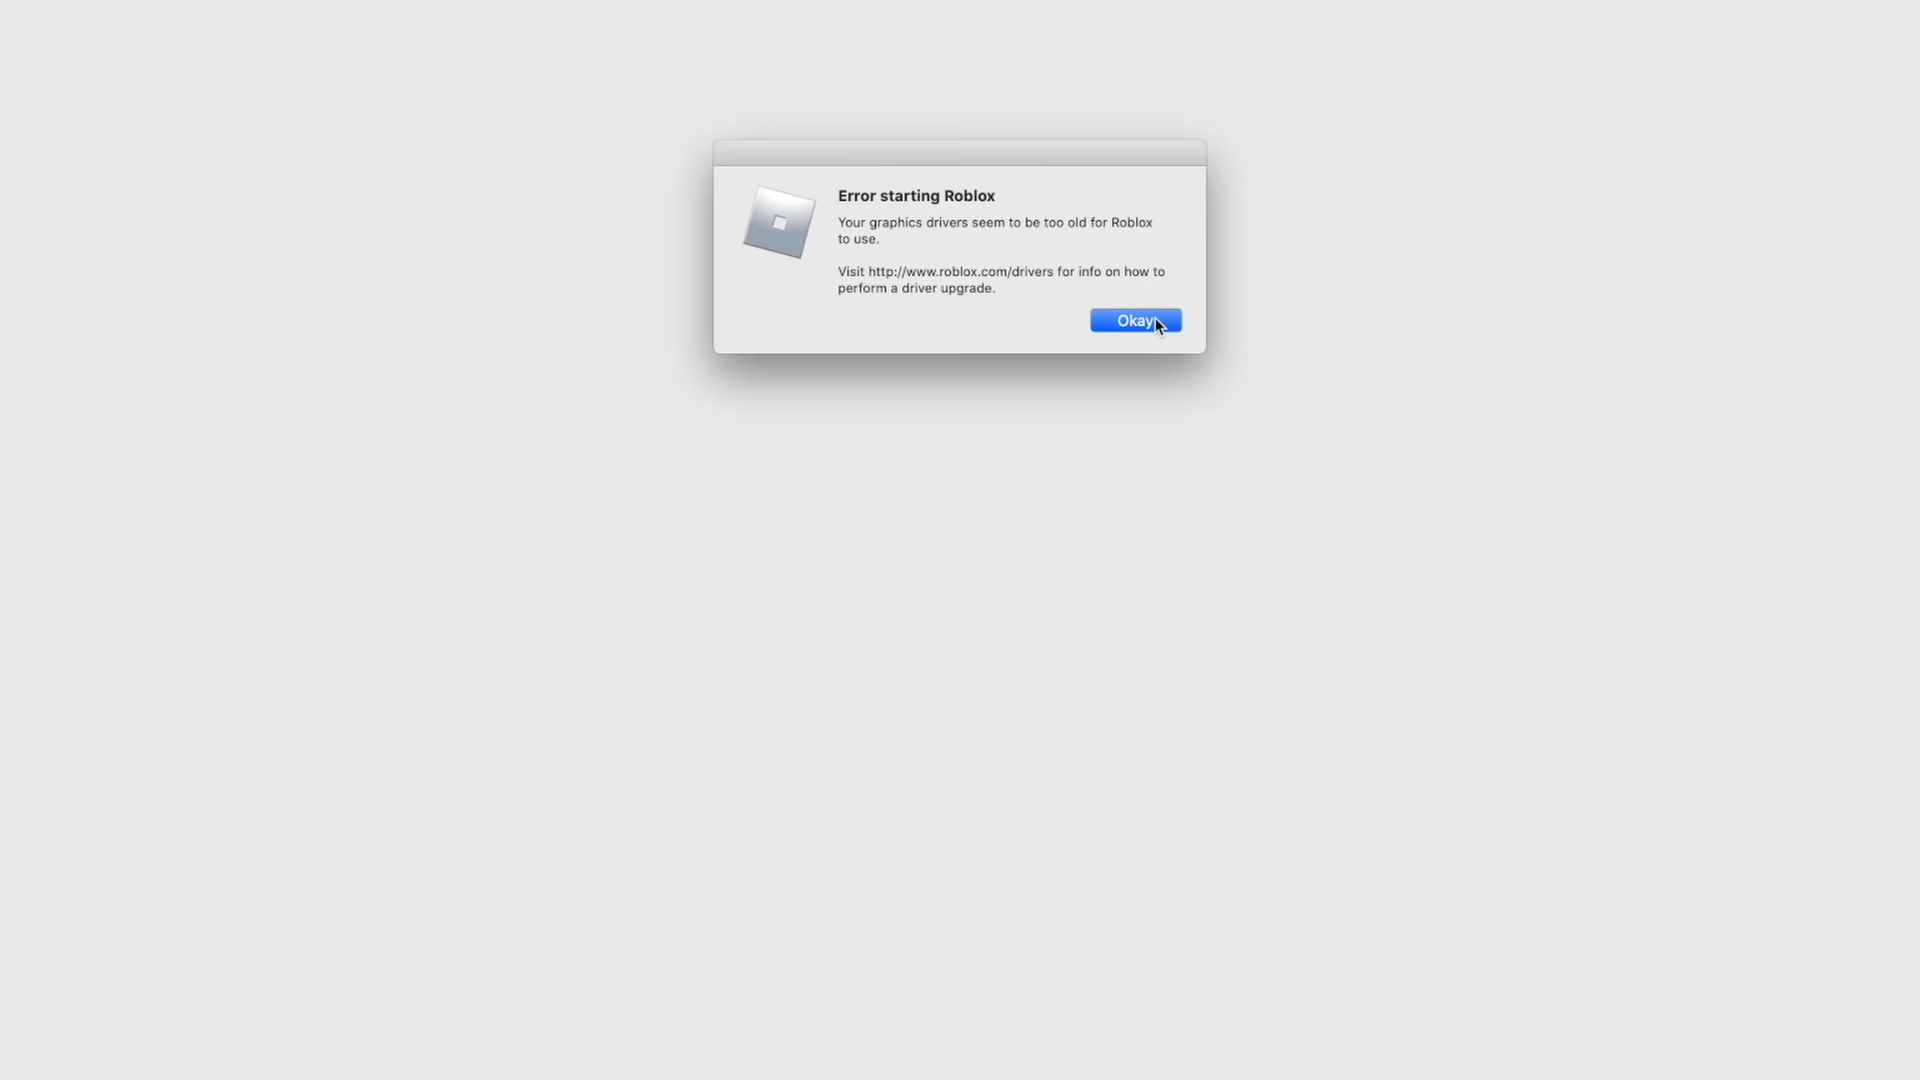 Error starting Roblox
Your graphics drivers seem to be too old for Roblox
to use.
Visit http://www.roblox.com/drivers for info on how to
perform a driver upgrade.
Okay